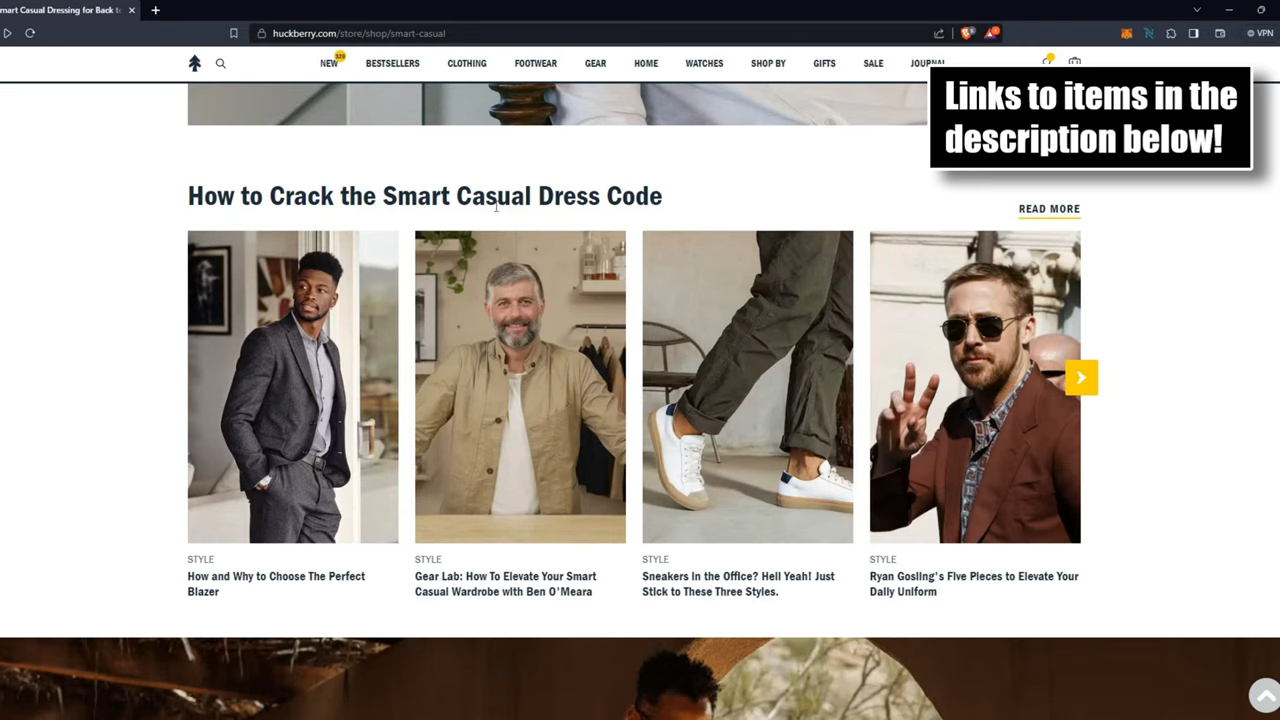 mart Casual Dressing for Back to
huckberry.com/store/shop/smart-casual
VPN
NEW
BESTSELLERS
CLOTHING
FOOTWEAR
GEAR
HOME
WATCHES
SHOP BY
GIFTS
SALE
JOURNAL
Links to items in the
description below!
How to Crack the Smart Casual Dress Code
READ MORE
STYLE
How and Why to Choose The Perfect
Blazer
STYLE
Gear Lab: How To Elevate Your Smart
Casual Wardrobe with Ben O'Meara
STYLE
Sneakers in the Office? Hell Yeah! Just
Stick to These Three Styles.
STYLE
Ryan Gosling's Five Pieces to Elevate Your
Daily Uniform